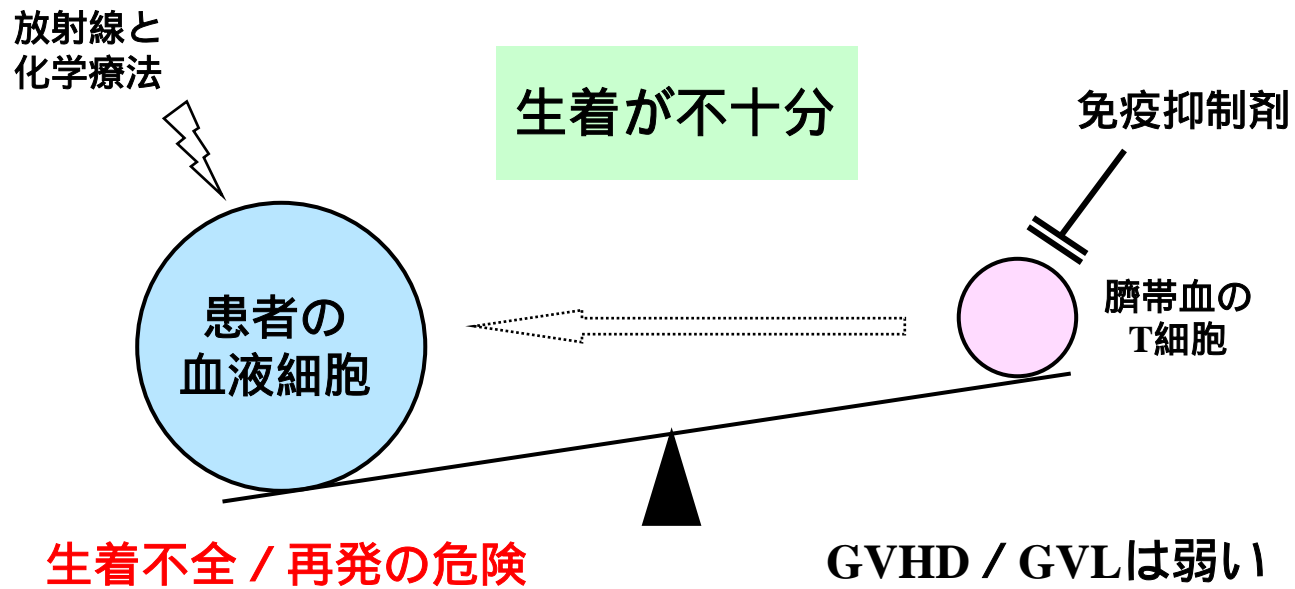 放射線と
化学療法
生着が不十分
免疫抑制剤
患者の
血液細胞
臍帯血の
T細胞
生着不全 / 再発の危険
GVHD / GVLは弱い